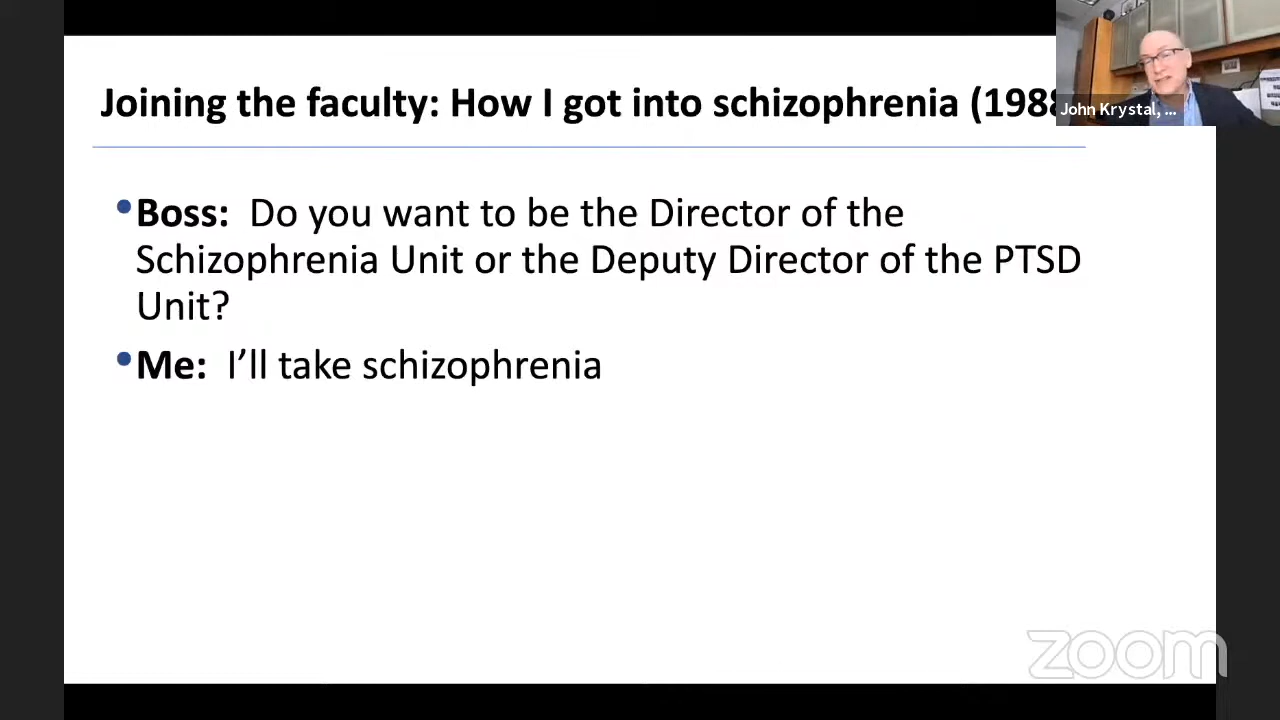 Joining the faculty: How I got into schizophrenia (198
John Krystal, ...
•Boss: Do you want to be the Director of the
Schizophrenia Unit or the Deputy Director of the PTSD
Unit?
•Me: I’ll take schizophrenia
zoom